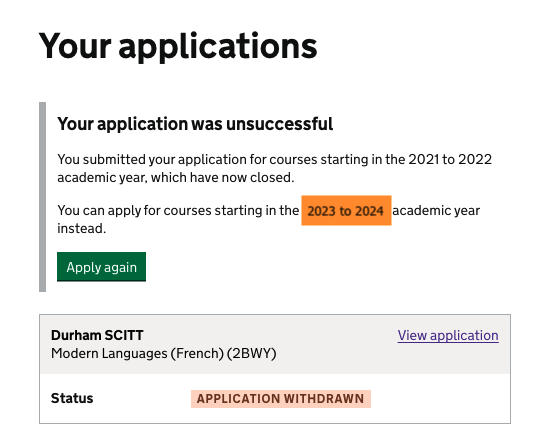 Your applications
Your application was unsuccessful
You submitted your application for courses starting in the 2021 to 2022
academic year, which have now closed.
You can apply for courses starting in the 2023 to 2024 academic year
instead.
Apply again
Durham SCITT
View application
Modern Languages (French) (2BWY)
Status
APPLICATION WITHDRAWN